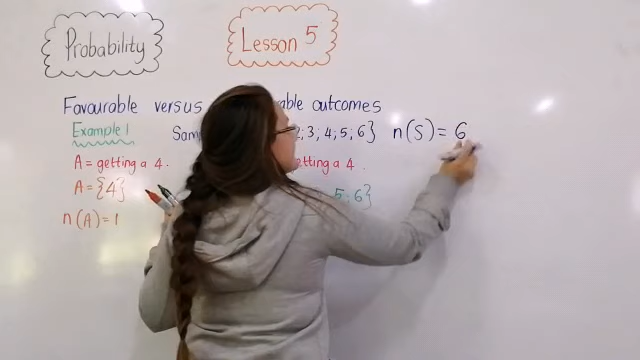 Probability
Lesson 5
Favourable versus able outcomes
Example 1 Sam 2; 3; 4; 5; 6} n(S) = 6
A = getting a 4. etting a 4.
A = {4} 5; 6}
n(A) = 1